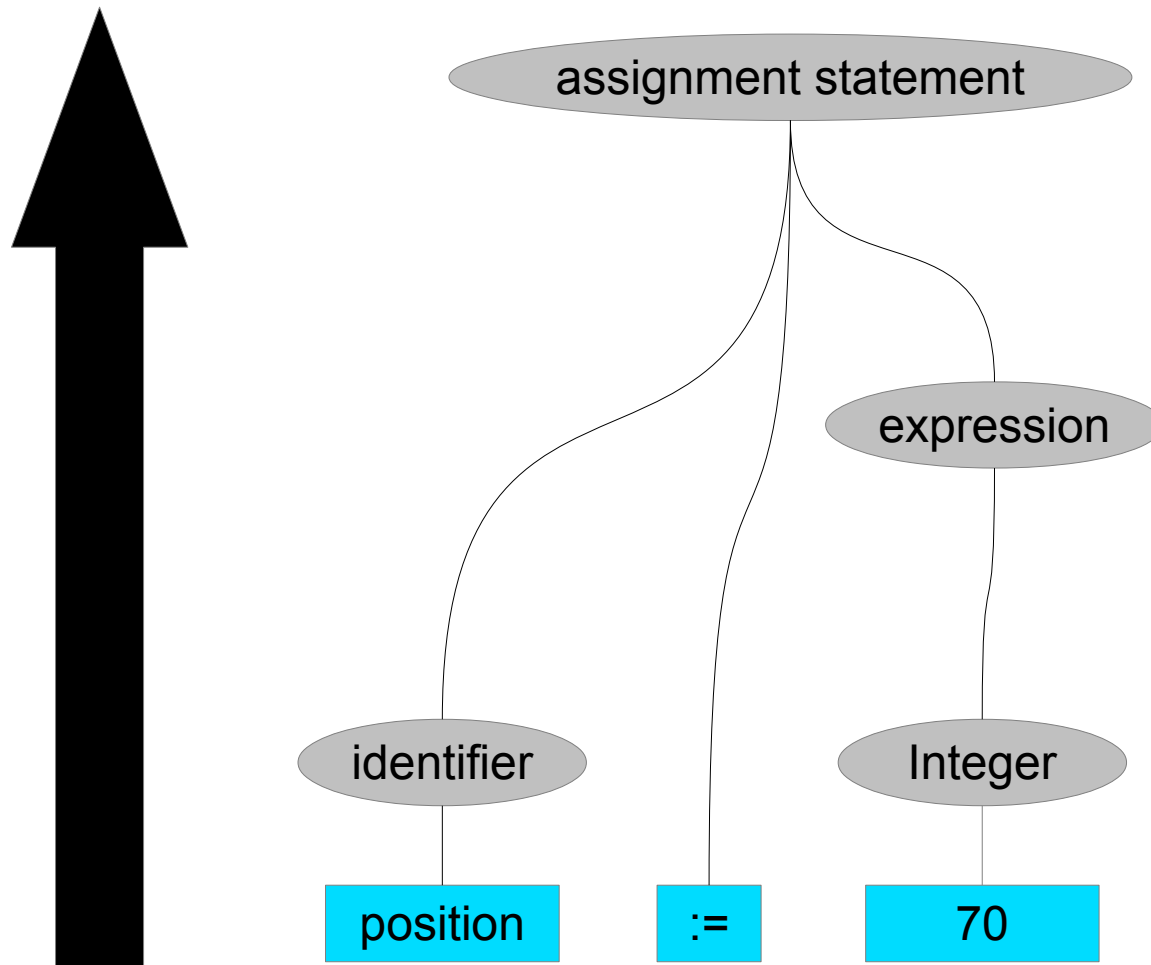 assignment statement
expression
identifier
Integer
position
:=
70